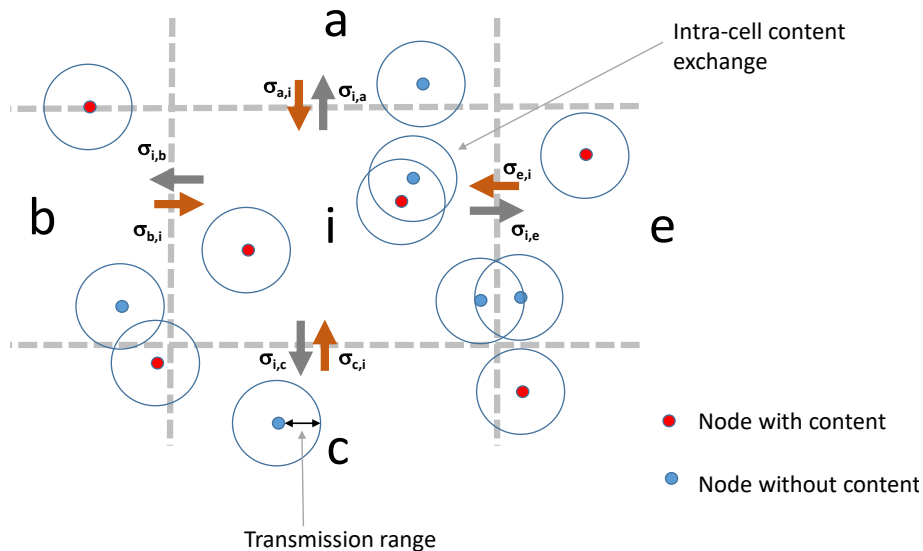 a
Intra-cell content
exchange
σa,i
σi,a
σi,b
σe,i
b
i
e
σb,i
σi,e
σi,c
σc,i
Node with content
c
Node without content
Transmission range